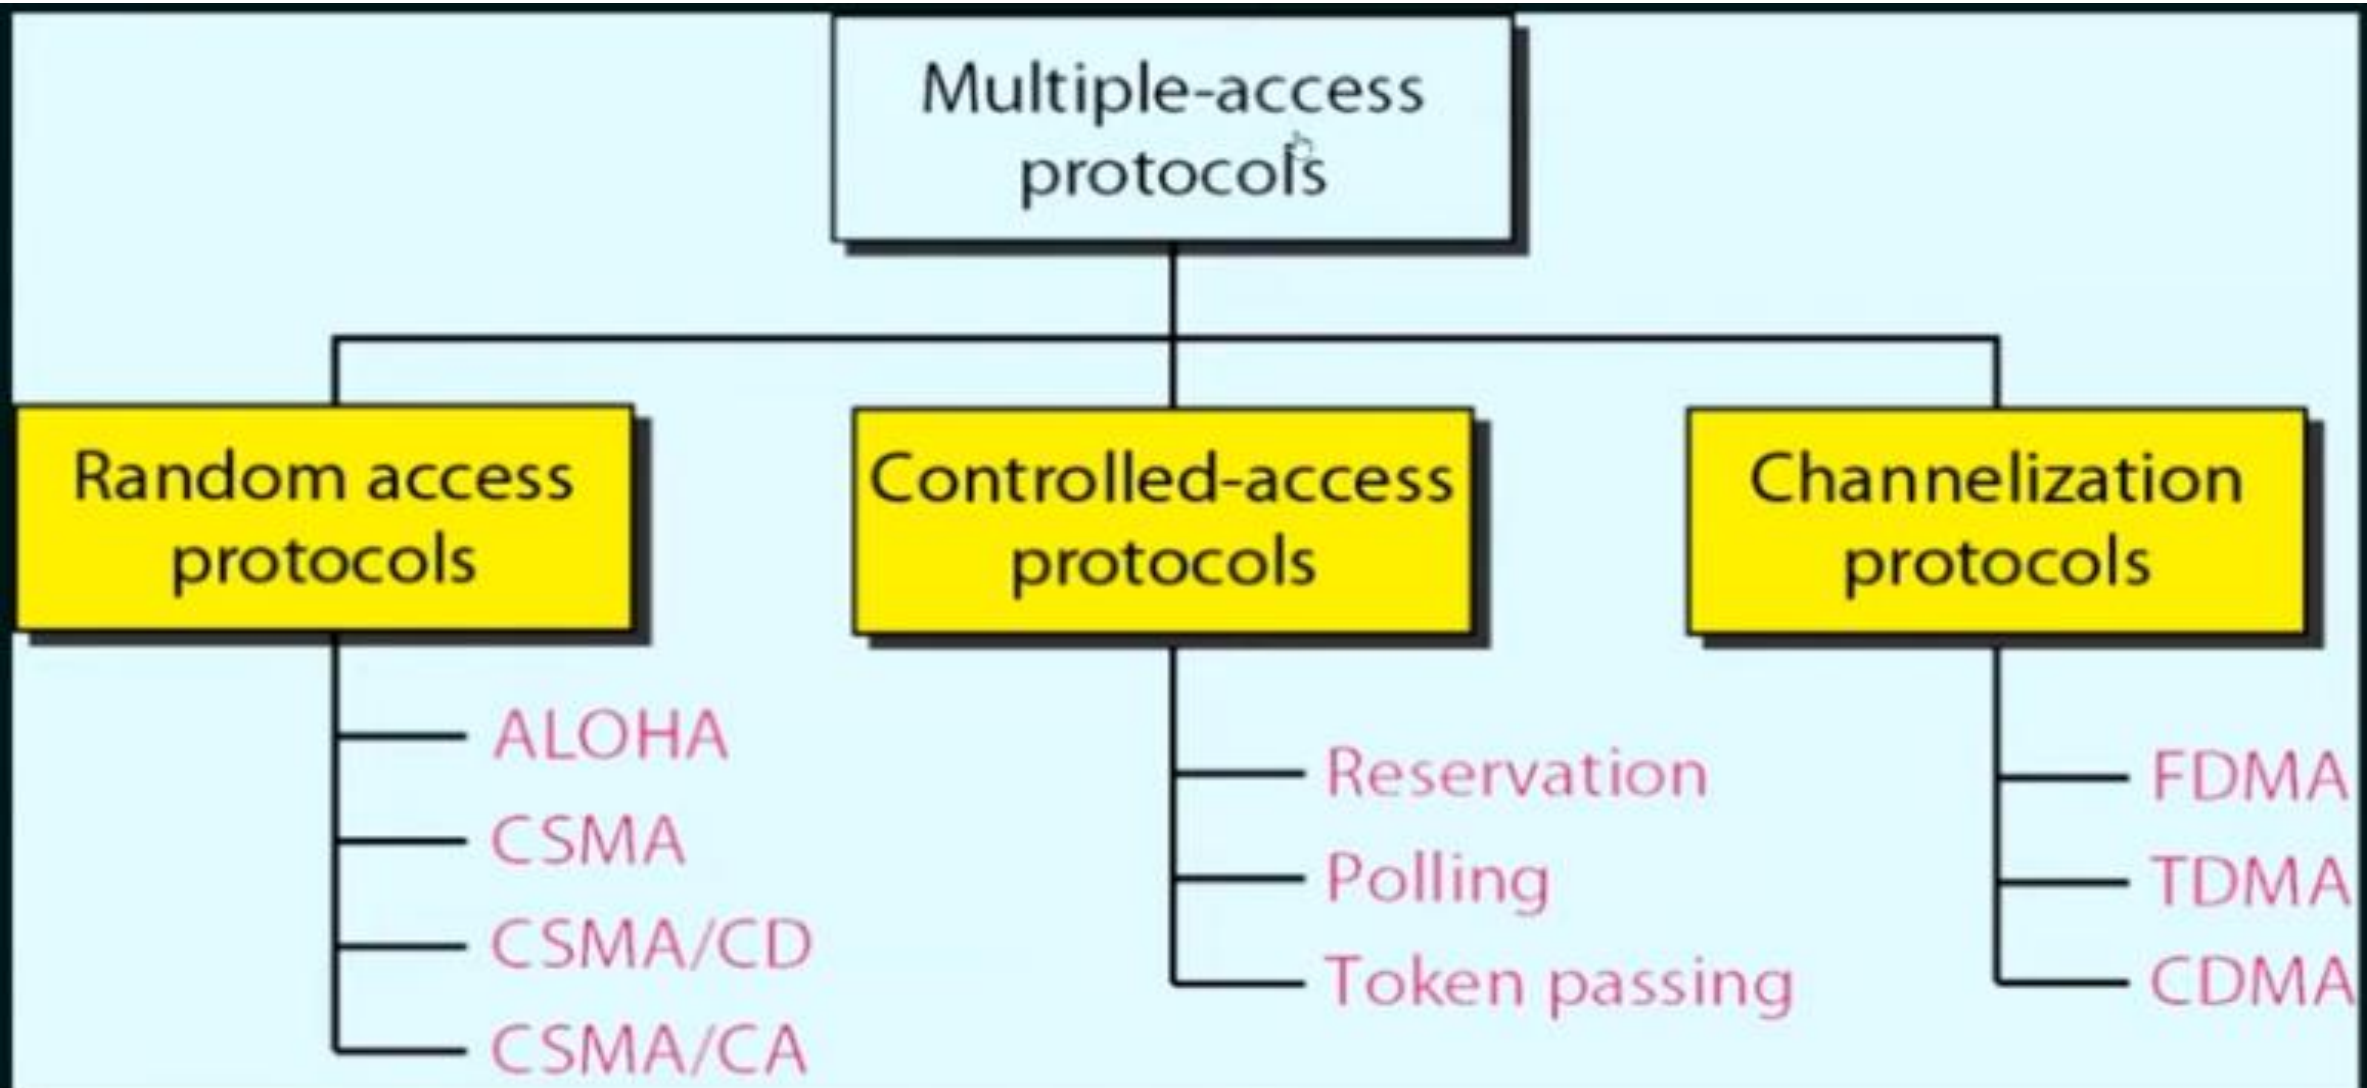 Multiple-access
protocols
Random access
protocols
Controlled-access
protocols
Channelization
protocols
ALOHA
CSMA
CSMA/CD
CSMA/CA
Reservation
Polling
Token passing
FDMA
TDMA
CDMA